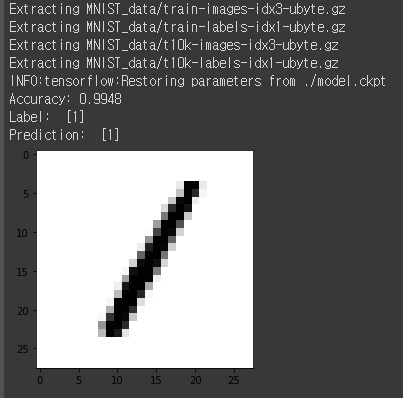 Extracting MNIST_data/train-images-idx3-ubyte.gz
Extracting MNIST_data/train-labels-idx1-ubyte.gz
Extracting MNIST_data/t10k-images-idx3-ubyte.gz
Extracting MNIST_data/t10k-labels-idx1-ubyte.gz
INFO:tensorflow:Restoring parameters from ./model.ckpt
Accuracy: 0.9948
Label:  [1]
Prediction:  [1]
0
5
10
15
20
25
0 5 10 15 20 25